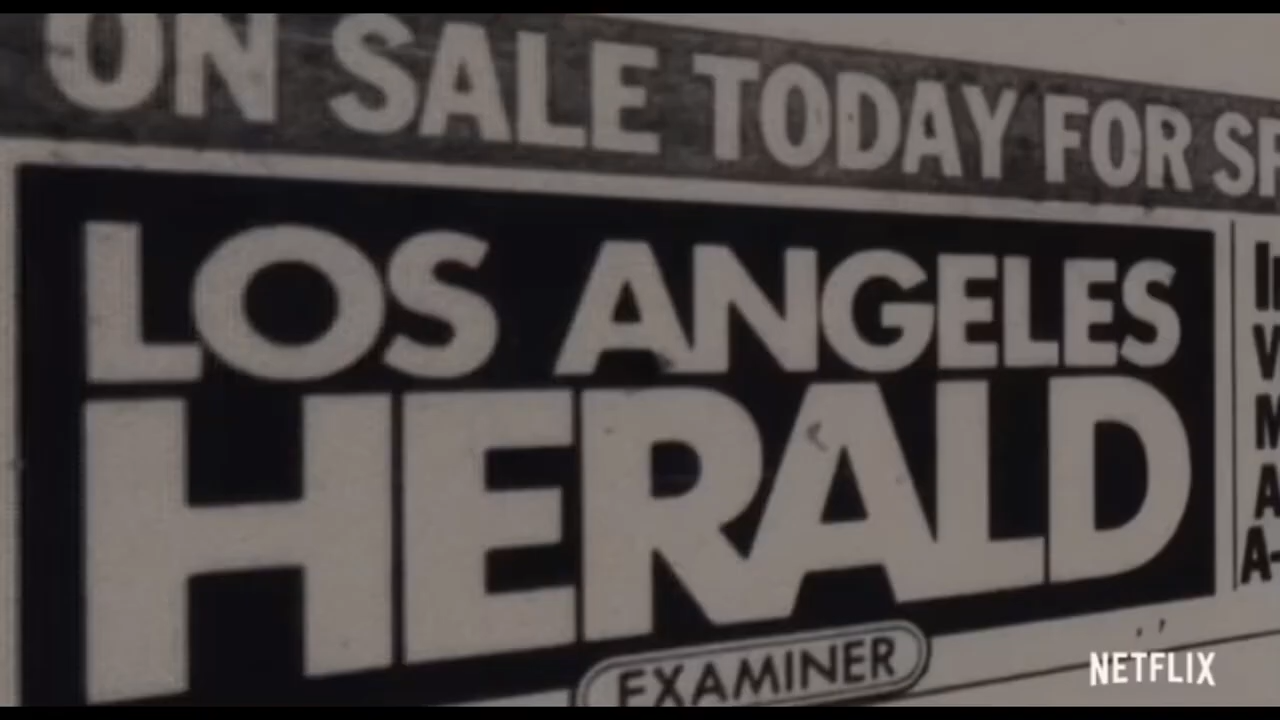 ON SALE TODAY FOR
LOS ANGELES
HERALD
EXAMINER
A-
NETFLIX